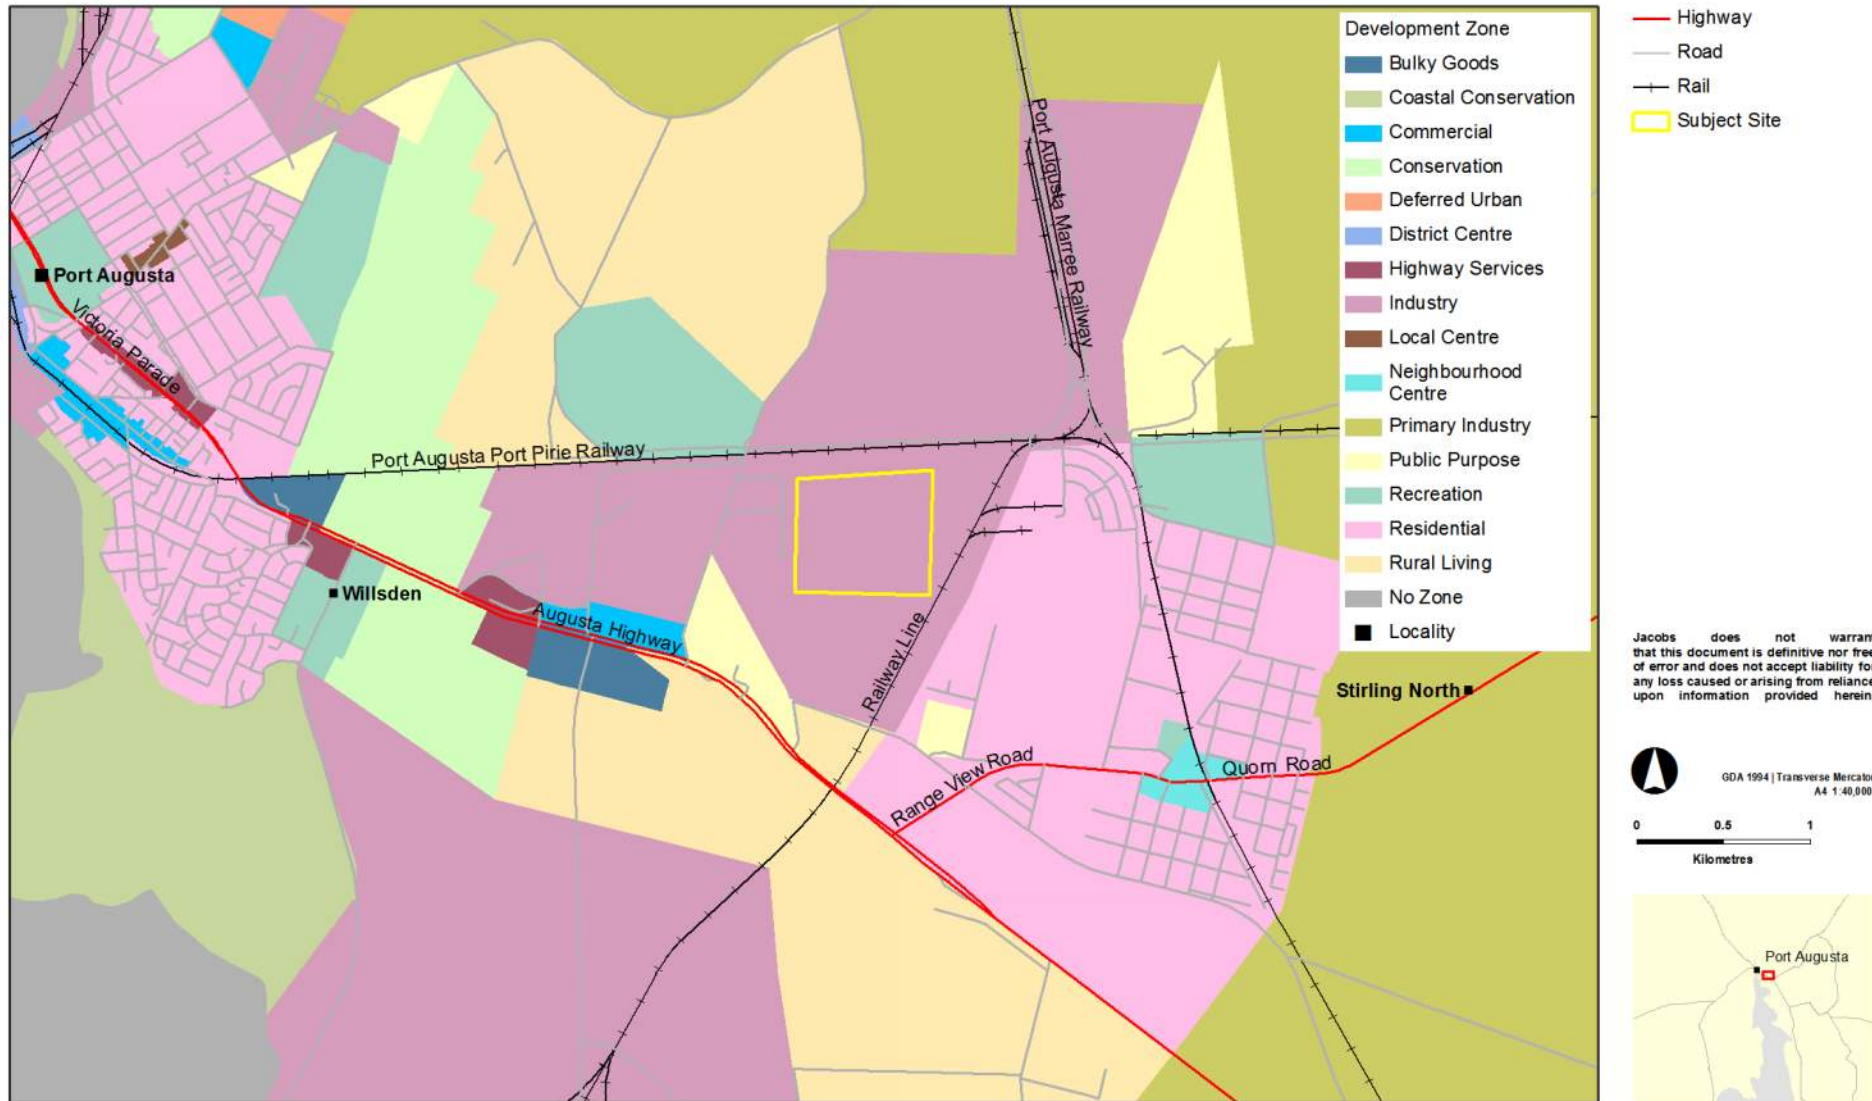 Development Zone
Bulky Goods
Coastal Conservation
Commercial
Conservation
Deferred Urban
District Centre
Highway Services
Industry
Local Centre
Neighbourhood
Centre
Primary Industry
Public Purpose
Recreation
Residential
Rural Living
No Zone
Locality
Highway
Road
Rail
Subject Site
Port Augusta Marree Railway
Port Augusta
Victoria Parade
Port Augusta Port Pirie Railway
Willsden
Augusta Highway
Railway Line
Stirling North
Range View Road
Quorn Road
Jacobs does not warran
that this document is definitive nor free
of error and does not accept liability fo
any loss caused or arising from reliance
upon information provided herein
GDA 1994 | Transverse Mercato
A4 1:40,000
0 0.5 1
Kilometres
Port Augusta